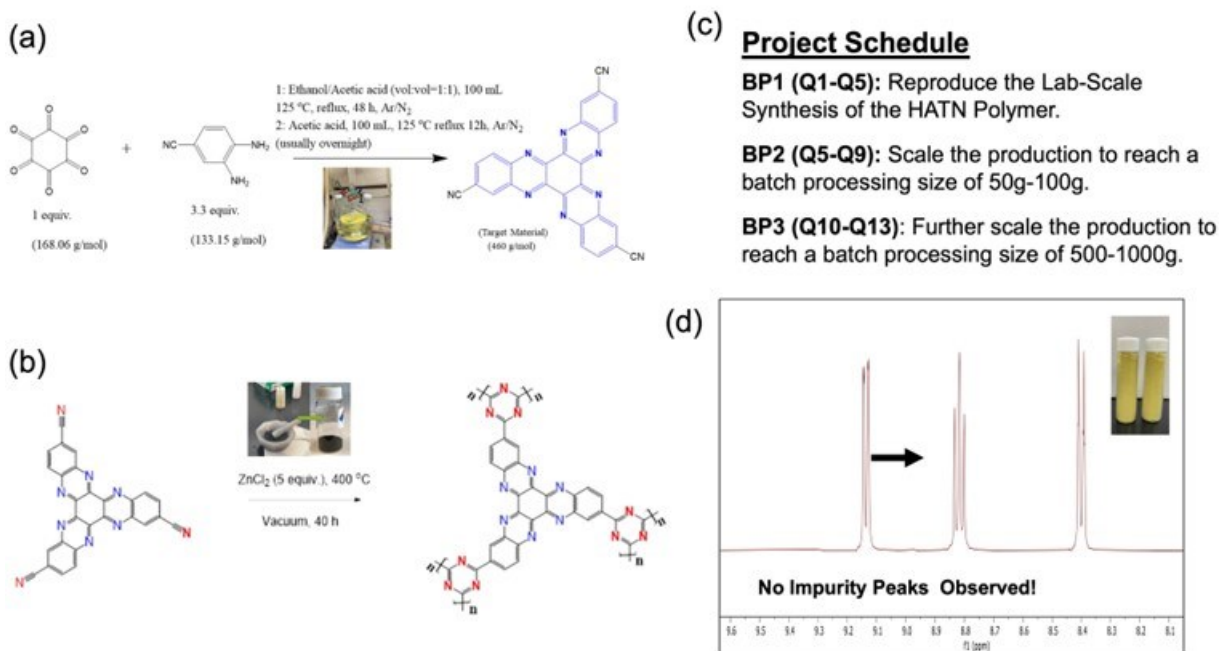 (a)
1: Ethanol/Acetic acid (vol:vol=1:1), 100 mL
125 °C, reflux, 48 h, Ar/N2
2: Acetic acid, 100 mL, 125 °C reflux 12h, Ar/N2
(usually overnight)
O
O
O
O
O
O
+
NC
NH2
NH2
1 equiv.
(168.06 g/mol)
3.3 equiv.
(133.15 g/mol)
CN
N
N
N
N
N
N
NC
CN
(Target Material)
(460 g/mol)
(b)
N
N
N
N
N
N
N
N
N
ZnCl2 (5 equiv.), 400 °C
Vacuum, 40 h
n
n
N
N
N
N
N
N
N
N
N
n
N
N
N
n
n
N
N
N
n
(c)
Project Schedule
BP1 (Q1-Q5): Reproduce the Lab-Scale
Synthesis of the HATN Polymer.
BP2 (Q5-Q9): Scale the production to reach a
batch processing size of 50g-100g.
BP3 (Q10-Q13): Further scale the production to
reach a batch processing size of 500-1000g.
(d)
No Impurity Peaks Observed!
9.6 9.5 9.4 9.3 9.2 9.1 9.0 8.9 8.8 8.7 8.6 8.5 8.4 8.3 8.2 8.1
f1 (ppm)